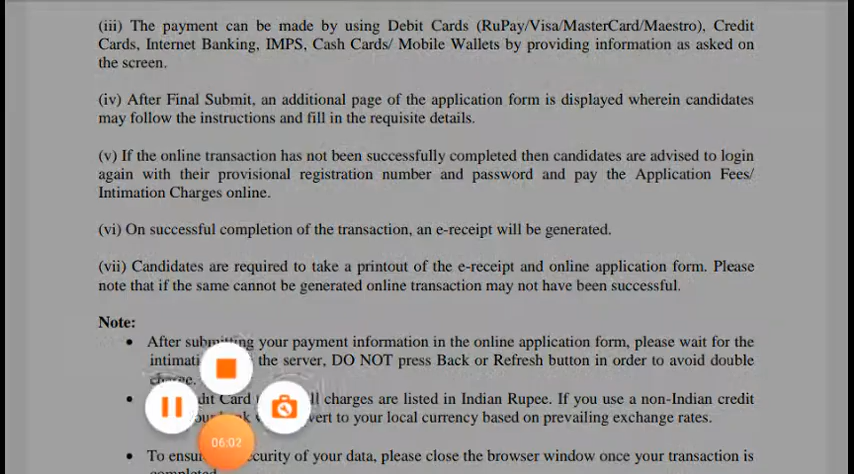 (iii) The payment can be made by using Debit Cards (RuPay/Visa/MasterCard/Maestro), Credit
Cards, Internet Banking, IMPS, Cash Cards/ Mobile Wallets by providing information as asked on
the screen.
(iv) After Final Submit, an additional page of the application form is displayed wherein candidates
may follow the instructions and fill in the requisite details.
(v) If the online transaction has not been successfully completed then candidates are advised to login
again with their provisional registration number and password and pay the Application Fees/
Intimation Charges online.
(vi) On successful completion of the transaction, an e-receipt will be generated.
(vii) Candidates are required to take a printout of the e-receipt and online application form. Please
note that if the same cannot be generated online transaction may not have been successful.
Note:
• After submitting your payment information in the online application form, please wait for the
the server, DO NOT press Back or Refresh button in order to avoid double
charge.
• Card charges are listed in Indian Rupee. If you use a non-Indian credit
to your local currency based on prevailing exchange rates.
• To of your data, please close the browser window once your transaction is
completed
06:02